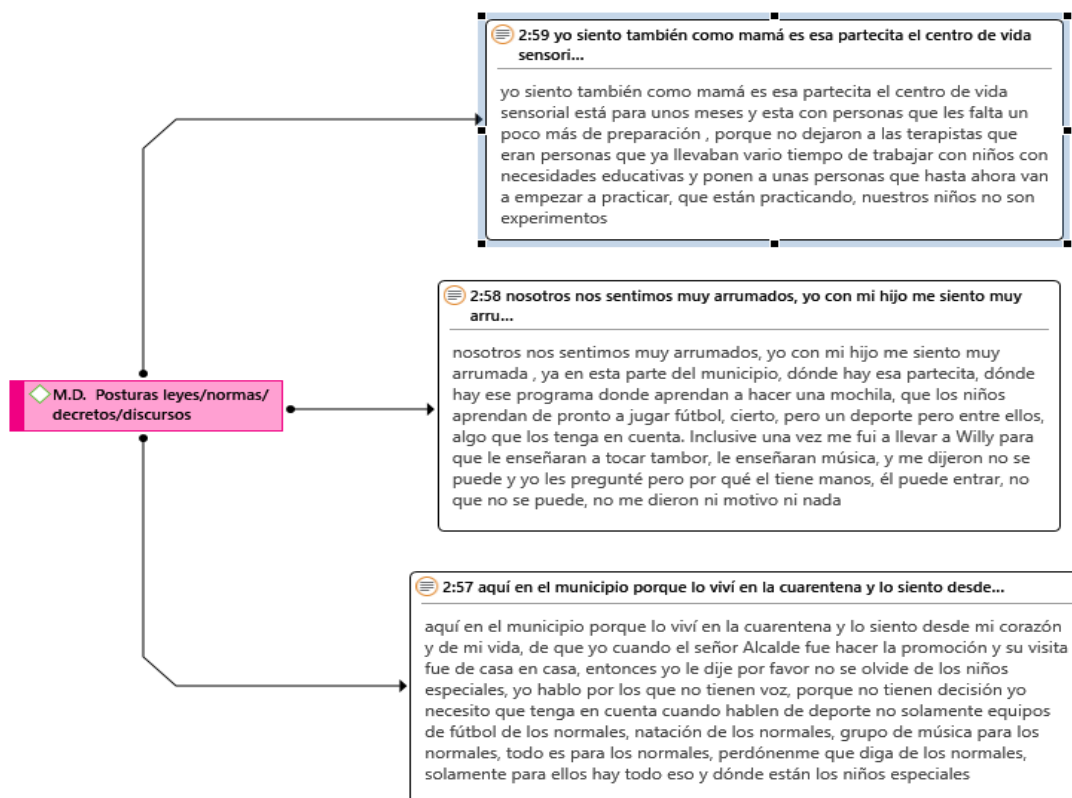 2:59 yo siento también como mamá es esa partecita el centro de vida
sensori...
yo siento también como mamá es esa partecita el centro de vida
sensorial está para unos meses y esta con personas que les falta un
poco más de preparación , porque no dejaron a las terapistas que
eran personas que ya llevaban vario tiempo de trabajar con niños con
necesidades educativas y ponen a unas personas que hasta ahora van
a empezar a practicar, que están practicando, nuestros niños no son
experimentos
2:58 nosotros nos sentimos muy arrumados, yo con mi hijo me siento muy
arru...
nosotros nos sentimos muy arrumados, yo con mi hijo me siento muy
arrumada , ya en esta parte del municipio, dónde hay esa partecita, dónde
hay ese programa donde aprendan a hacer una mochila, que los niños
aprendan de pronto a jugar fútbol, cierto, pero un deporte pero entre ellos,
algo que los tenga en cuenta. Inclusive una vez me fui a llevar a Willy para
que le enseñaran a tocar tambor, le enseñaran música, y me dijeron no se
puede y yo les pregunté pero por qué el tiene manos, él puede entrar, no
que no se puede, no me dieron ni motivo ni nada
M.D. Posturas leyes/normas/
decretos/discursos
2:57 aquí en el municipio porque lo viví en la cuarentena y lo siento desde...
aquí en el municipio porque lo viví en la cuarentena y lo siento desde mi corazón
y de mi vida, de que yo cuando el señor Alcalde fue hacer la promoción y su visita
fue de casa en casa, entonces yo le dije por favor no se olvide de los niños
especiales, yo hablo por los que no tienen voz, porque no tienen decisión yo
necesito que tenga en cuenta cuando hablen de deporte no solamente equipos
de fútbol de los normales, natación de los normales, grupo de música para los
normales, todo es para los normales, perdónenme que diga de los normales,
solamente para ellos hay todo eso y dónde están los niños especiales